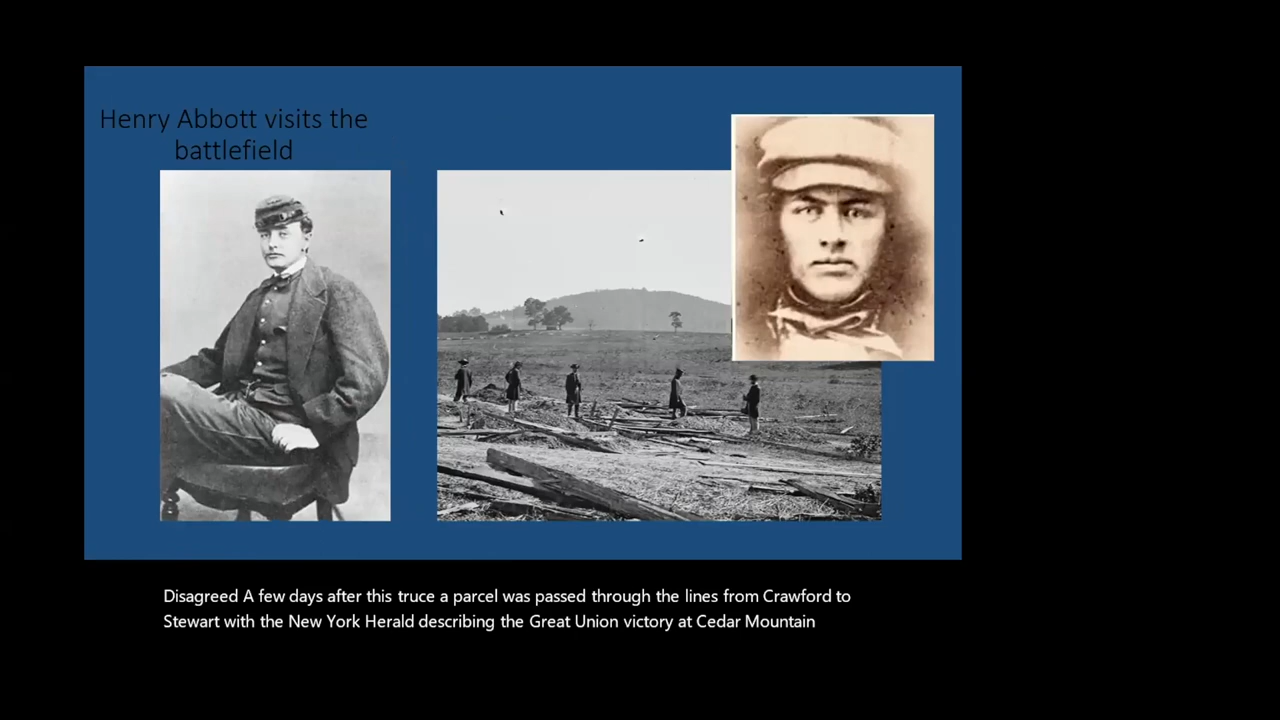 Henry Abbott visits the
battlefield
Disagreed A few days after this truce a parcel was passed through the lines from Crawford to
Stewart with the New York Herald describing the Great Union victory at Cedar Mountain